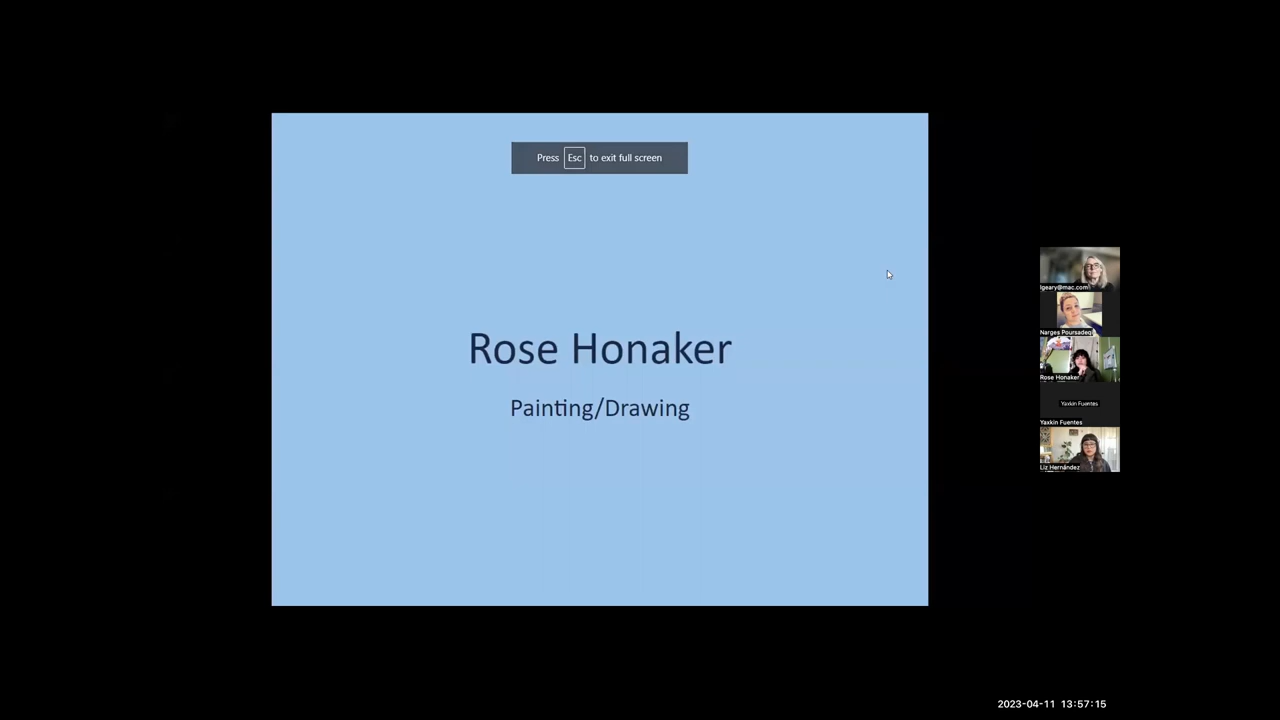 Press Esc to exit full screen
Rose Honaker
Painting/Drawing
lgeary@mac.com
Narges Poursadeqi
Rose Honaker
Yaxkin Fuentes
Yaxkin Fuentes
Liz Hernández
2023-04-11 13:57:15